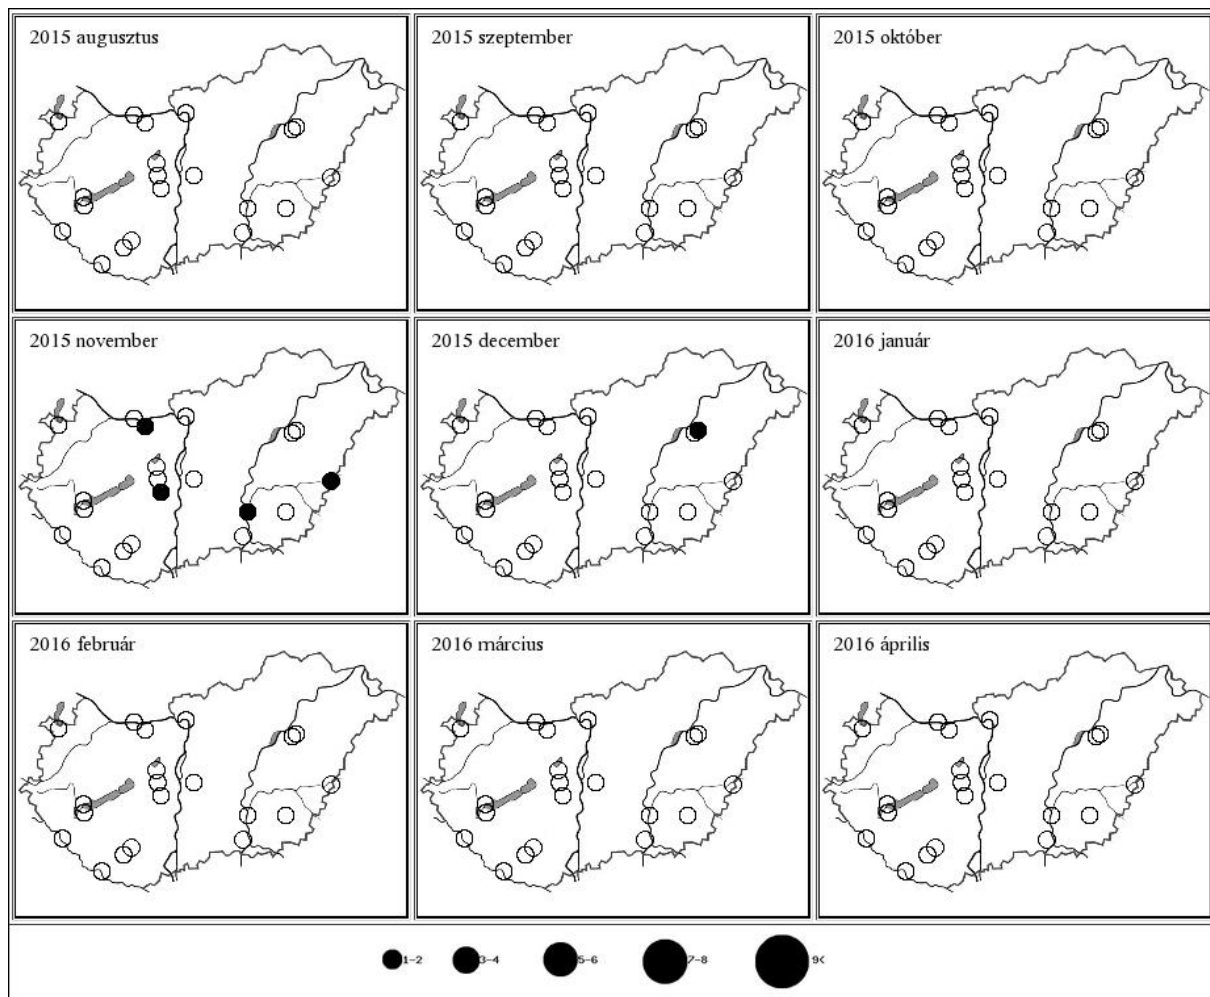 2015 augusztus
2015 szeptember
2015 október
2015 november
2015 december
2016 január
2016 február
2016 március
2016 április
1-2
3-4
5-6
7-8
9<